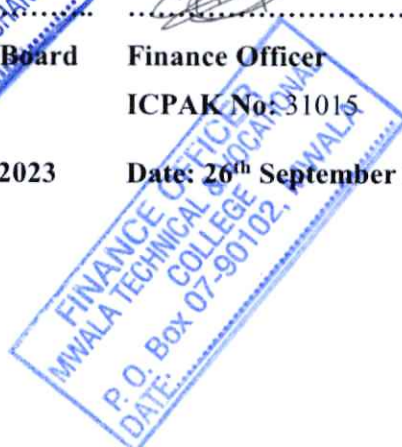 Board Finance Officer
ICPAK No: 31015
2023 Date: 26th September
FINANCE OFFICER
MWALA TECHNICAL & VOCATIONAL
COLLEGE
P. O. Box 07-90102, MWALA
DATE: